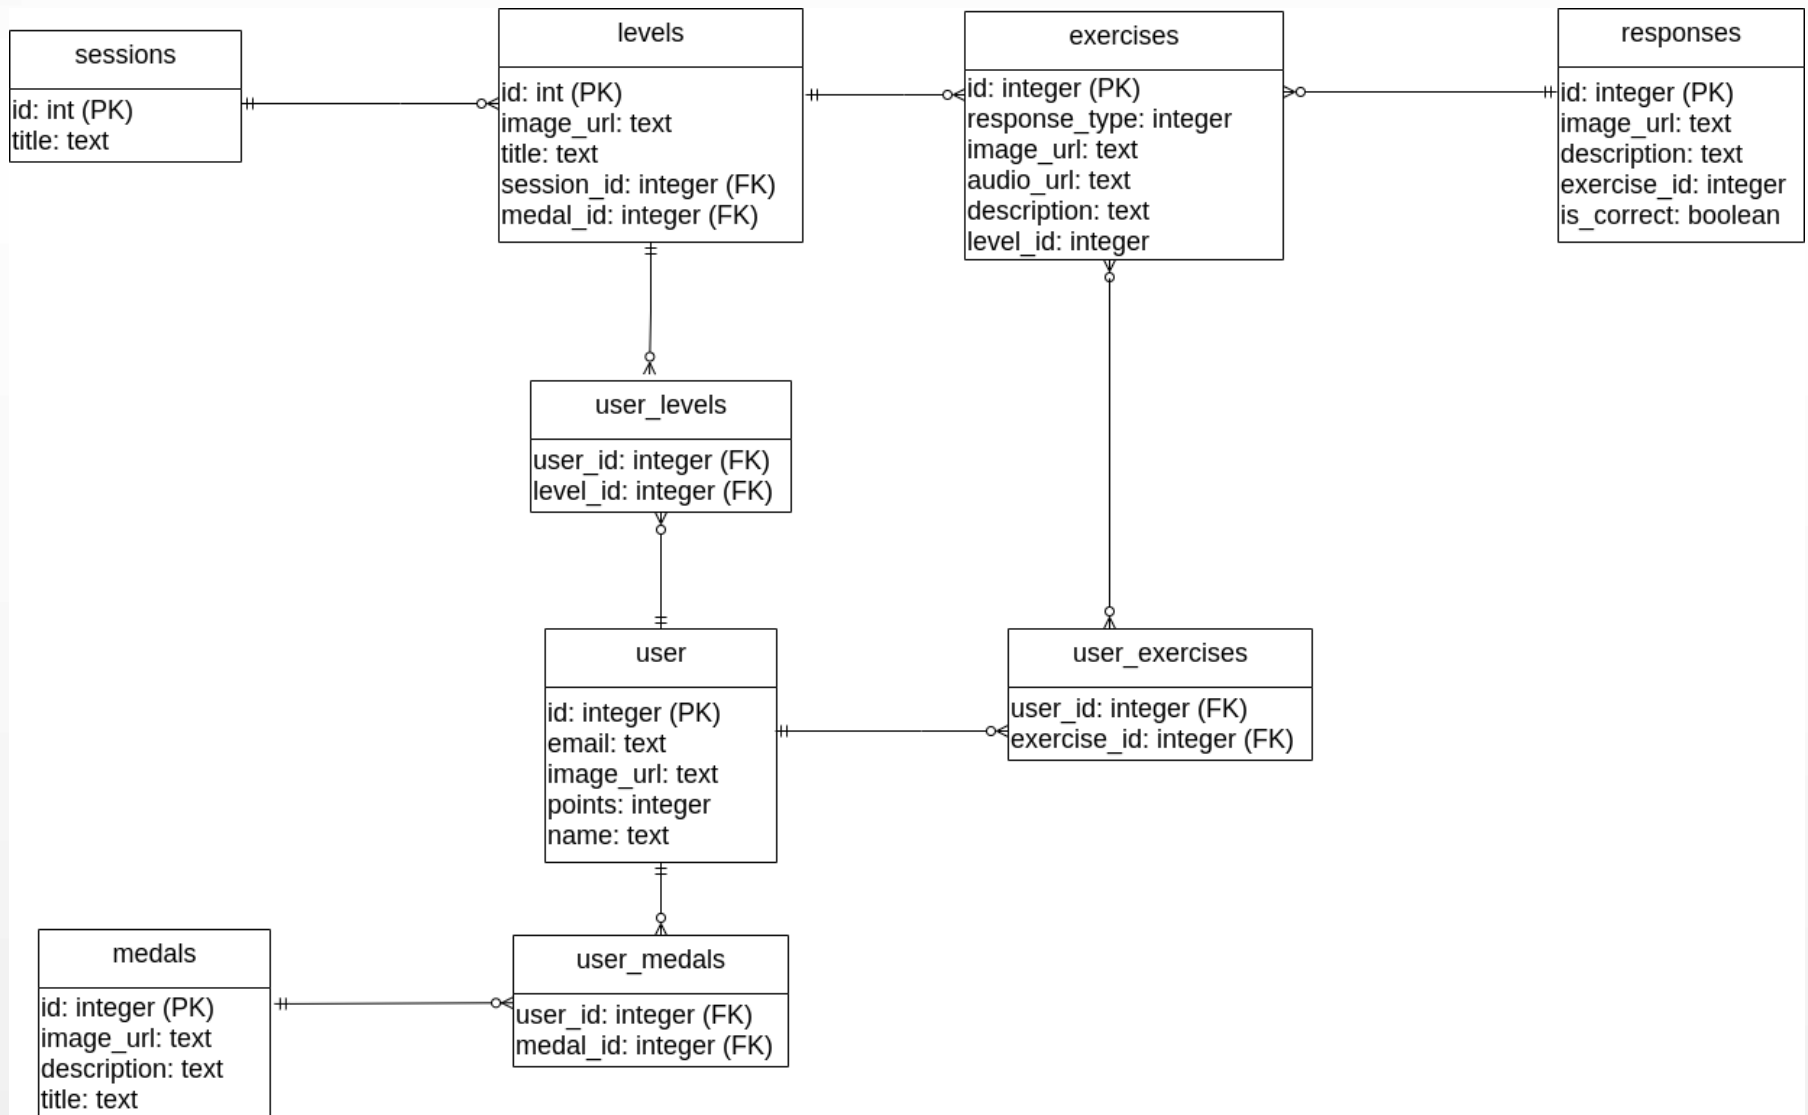 sessions
id: int (PK)
title: text
levels
id: int (PK)
image_url: text
title: text
session_id: integer (FK)
medal_id: integer (FK)
exercises
id: integer (PK)
response_type: integer
image_url: text
audio_url: text
description: text
level_id: integer
responses
id: integer (PK)
image_url: text
description: text
exercise_id: integer
is_correct: boolean
user_levels
user_id: integer (FK)
level_id: integer (FK)
user
id: integer (PK)
email: text
image_url: text
points: integer
name: text
user_exercises
user_id: integer (FK)
exercise_id: integer (FK)
medals
id: integer (PK)
image_url: text
description: text
title: text
user_medals
user_id: integer (FK)
medal_id: integer (FK)